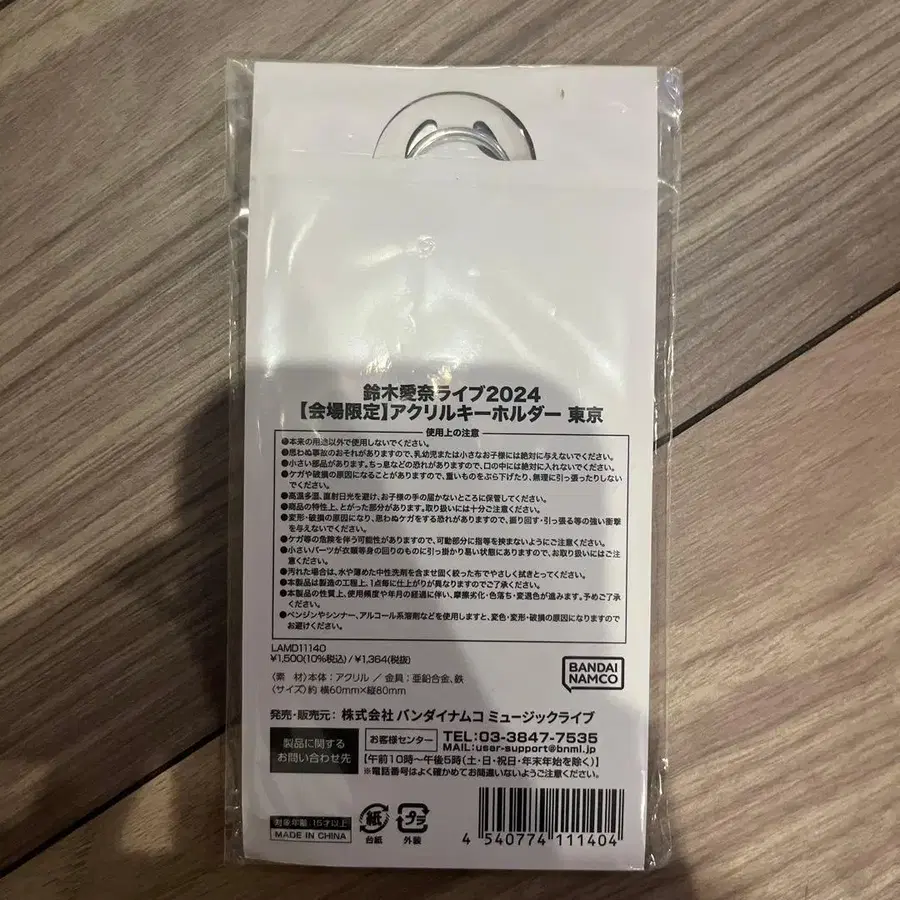 鈴木愛奈ライブ2024
【会場限定】アクリルキーホルダー 東京
使用上の注意
●本来の用途以外で使用しないでください。
●思わぬ事故のおそれがありますので、乳幼児または小さなお子様には絶対に与えないでください。
●小さい部品があります。ちっ息などの恐れがありますので、口の中には絶対に入れないでください。
●ケガや破損の原因になることがありますので、重いものをぶら下げたり、無理に引っ張ったりしない
でください。
●高温多湿、直射日光を避け、お子様の手の届かないところに保管してください。
●商品の特性上、とがった部分があります。取り扱いには十分ご注意ください。
●変形・破損の原因になり、思わぬケガをする恐れがありますので、振り回す・引っ張る等の強い衝撃
を与えないでください。
●ケガ等の危険を伴う可能性がありますので、可動部分に指等を挟まないようにご注意ください。
●小さいパーツが衣類等身の回りのものに引っ掛かり易い状態にありますので、お取り扱いにはご注
意ください。
●汚れた場合は、水や薄めた中性洗剤を含ませ固く絞った布でやさしく拭きとってください。
●本製品は製造の工程上、1点毎に仕上がりが異なりますのでご了承ください。
●本製品の性質上、使用頻度や年月の経過に伴い、摩擦劣化・色落ち・変退色が進みます。予めご了承
ください。
●ベンジンやシンナー、アルコール系溶剤などを使用しますと、変色・変形・破損の原因になりますので
お避けください。
LAMD11140
¥1,500(10%税込) / ¥1,364(税抜)
〈素 材〉本体:アクリル / 金具:亜鉛合金、鉄
〈サイズ〉約 横60mm×縦80mm
BANDAI
NAMCO
発売・販売元: 株式会社 バンダイナムコ ミュージックライブ
製品に関する
お問い合わせ先
お客様センター
TEL:03-3847-7535
MAIL:user-support@bnml.jp
【午前10時〜午後5時(土・日・祝日・年末年始を除く)】
※電話番号はよく確かめてお間違いないようご注意ください。
対象年齢:15才以上
MADE IN CHINA
紙
台紙
プラ
外装
4 540774 111404